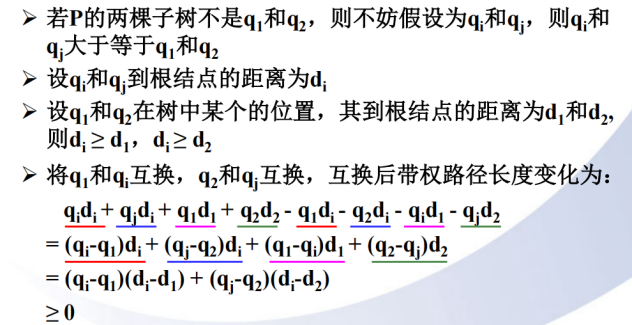 ➢ 若P的两棵子树不是q₁和q₂，则不妨假设为qᵢ和qⱼ，则qᵢ和
qⱼ大于等于q₁和q₂
➢ 设qᵢ和qⱼ到根结点的距离为dᵢ
➢ 设q₁和q₂在树中某个的位置，其到根结点的距离为d₁和d₂,
则dᵢ ≥ d₁，dᵢ ≥ d₂
➢ 将q₁和qᵢ互换，q₂和qⱼ互换，互换后带权路径长度变化为：
qᵢdᵢ + qⱼdᵢ + q₁d₁ + q₂d₂ - q₁dᵢ - q₂dᵢ - qᵢd₁ - qⱼd₂
= (qᵢ-q₁)dᵢ + (qⱼ-q₂)dᵢ + (q₁-qᵢ)d₁ + (q₂-qⱼ)d₂
= (qᵢ-q₁)(dᵢ-d₁) + (qⱼ-q₂)(dᵢ-d₂)
≥ 0